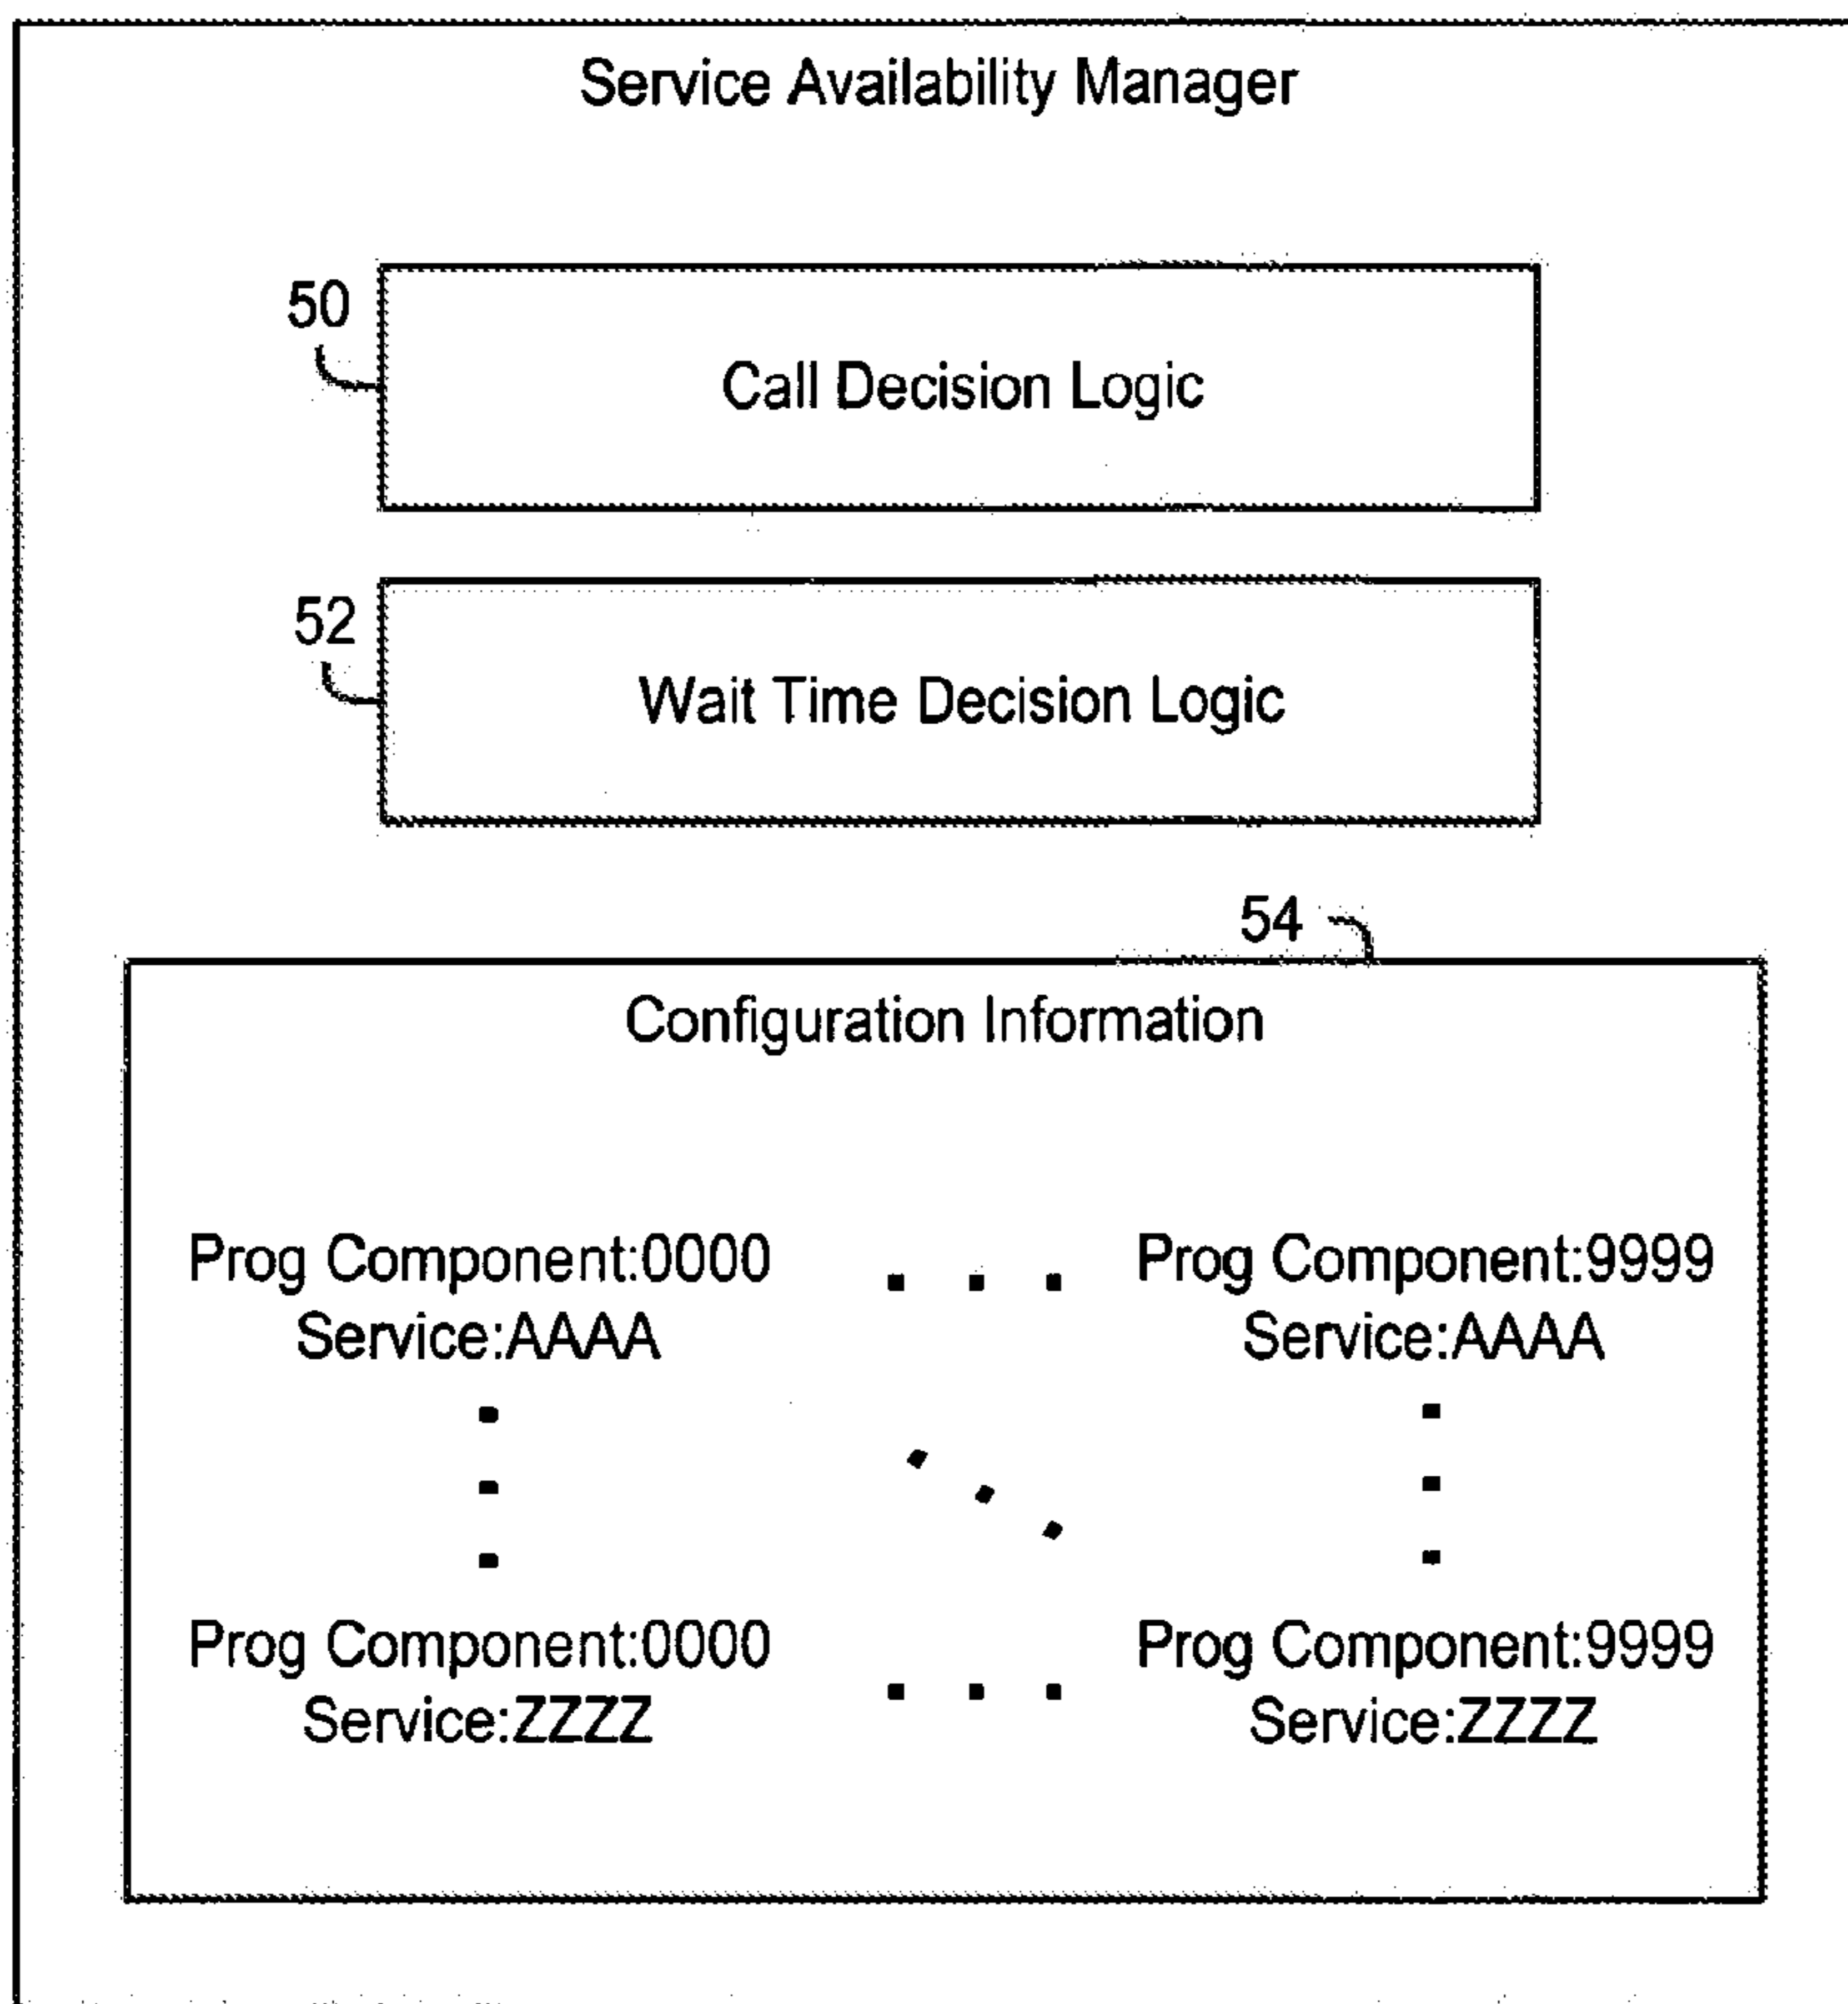 Service Availability Manager
50
Call Decision Logic
52
Wait Time Decision Logic
54
Configuration Information
Prog Component:0000 . . . Prog Component:9999
Service:AAAA Service:AAAA
Prog Component:0000 . . . Prog Component:9999
Service:ZZZZ Service:ZZZZ